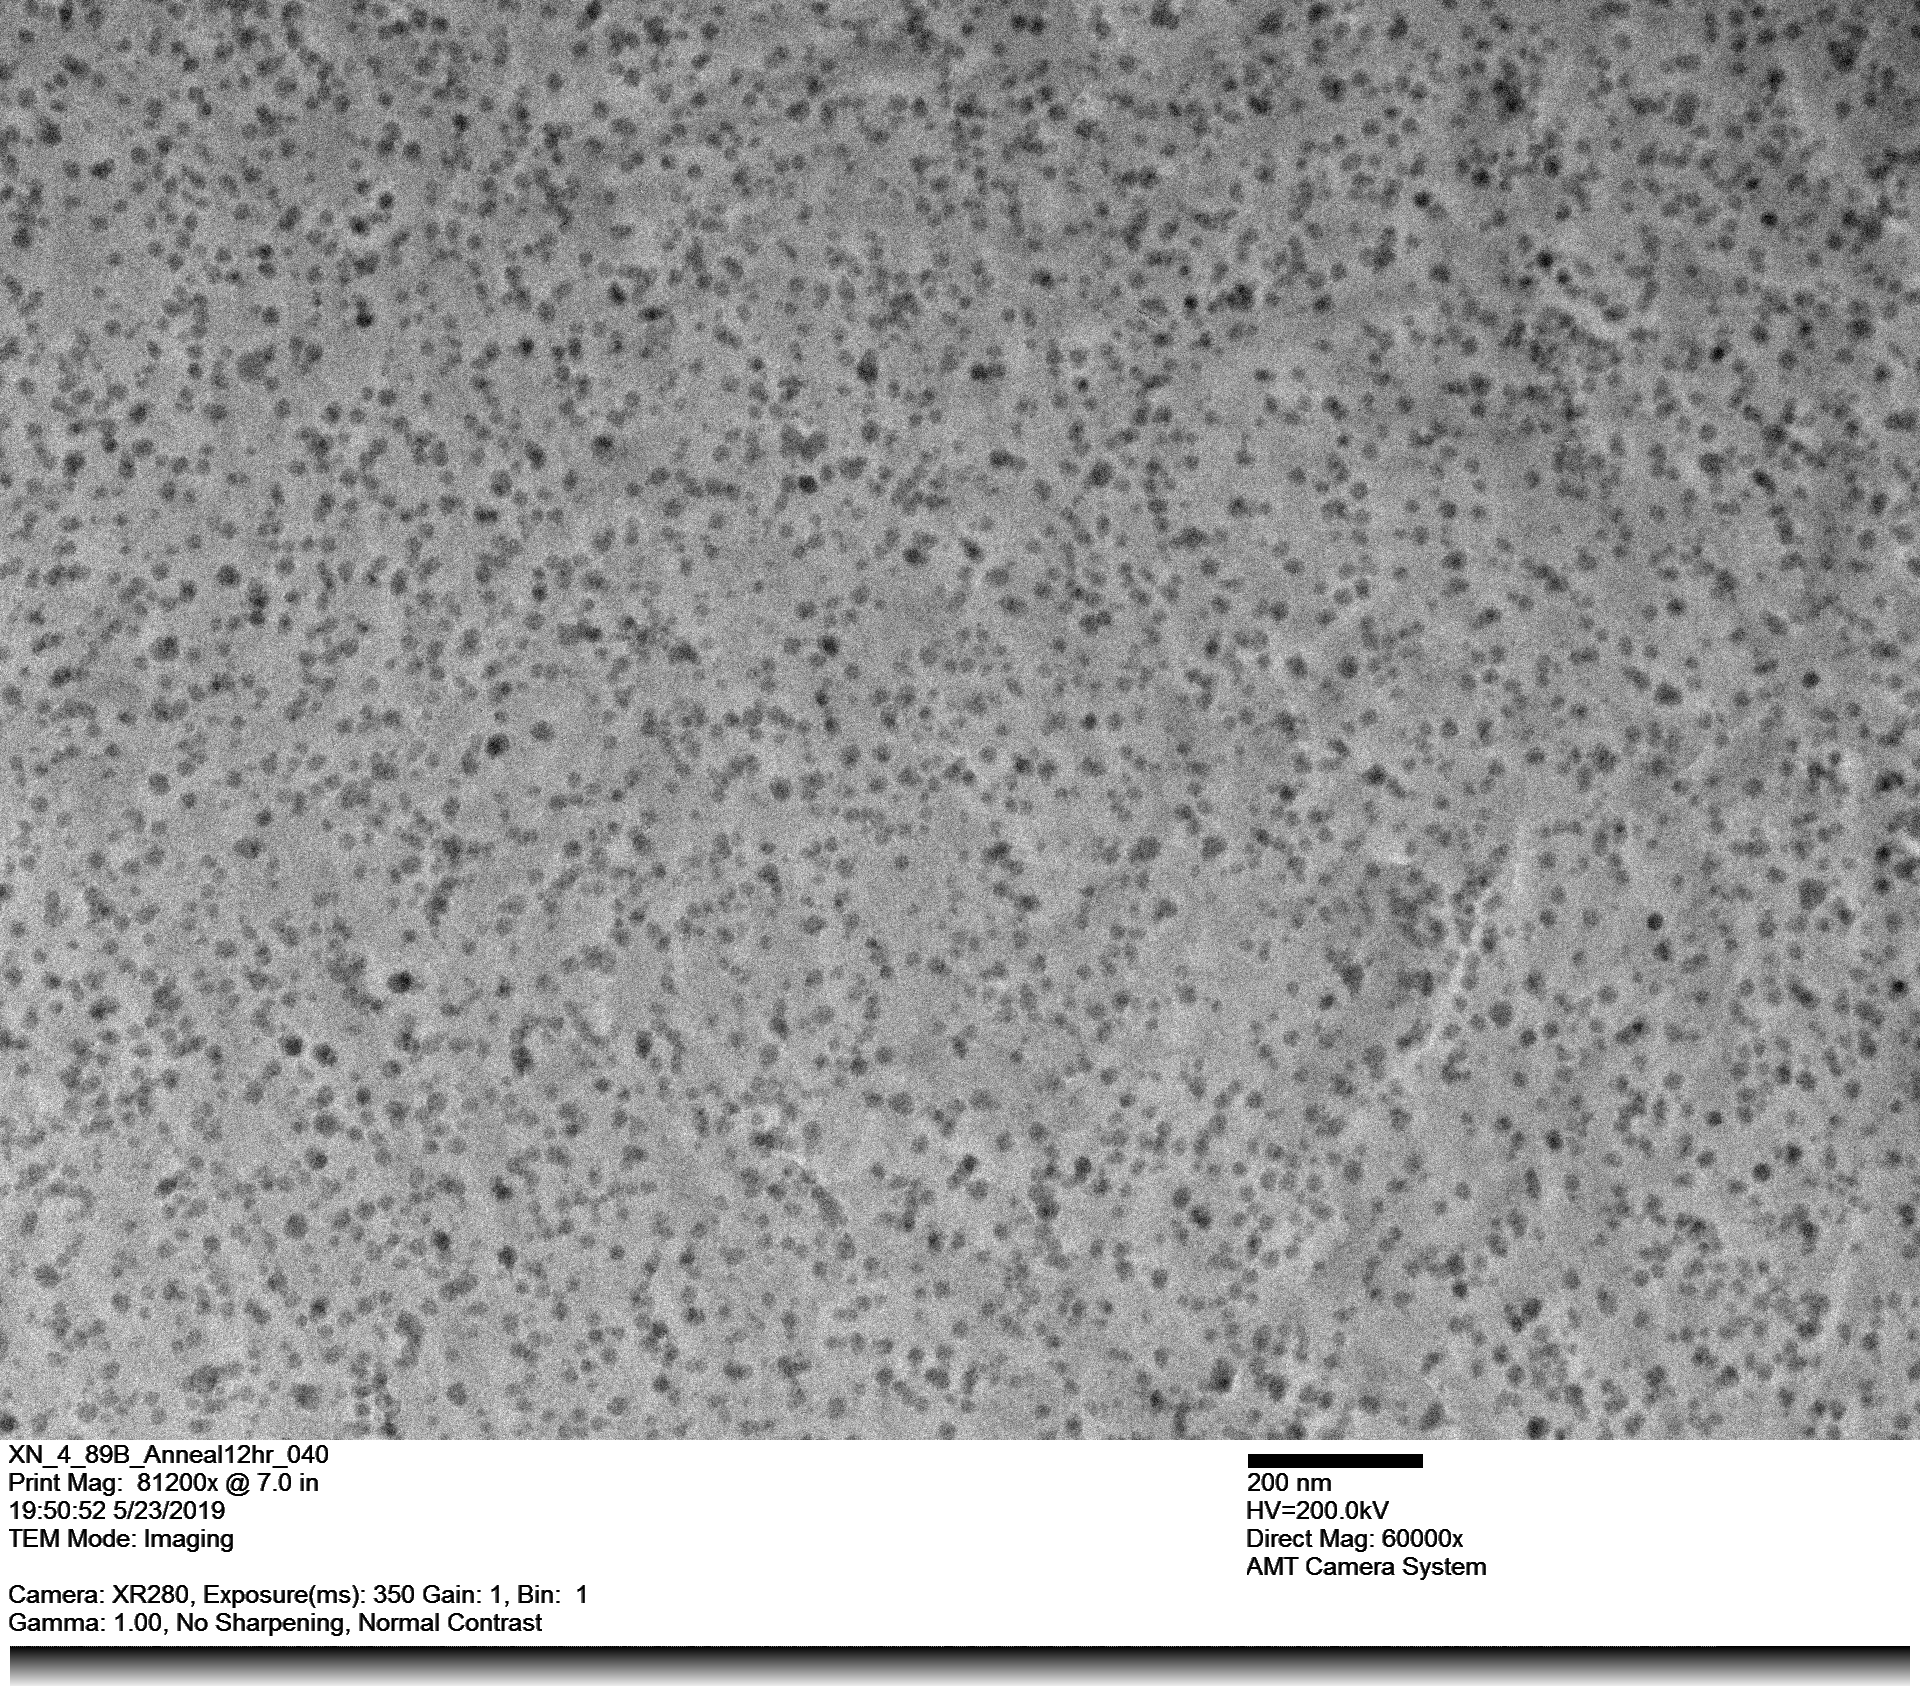 XN_4_89B_Anneal12hr_040
Print Mag:  81200x @ 7.0 in
19:50:52 5/23/2019
TEM Mode: Imaging
Camera: XR280, Exposure(ms): 350 Gain: 1, Bin:  1
Gamma: 1.00, No Sharpening, Normal Contrast
200 nm
HV=200.0kV
Direct Mag: 60000x
AMT Camera System